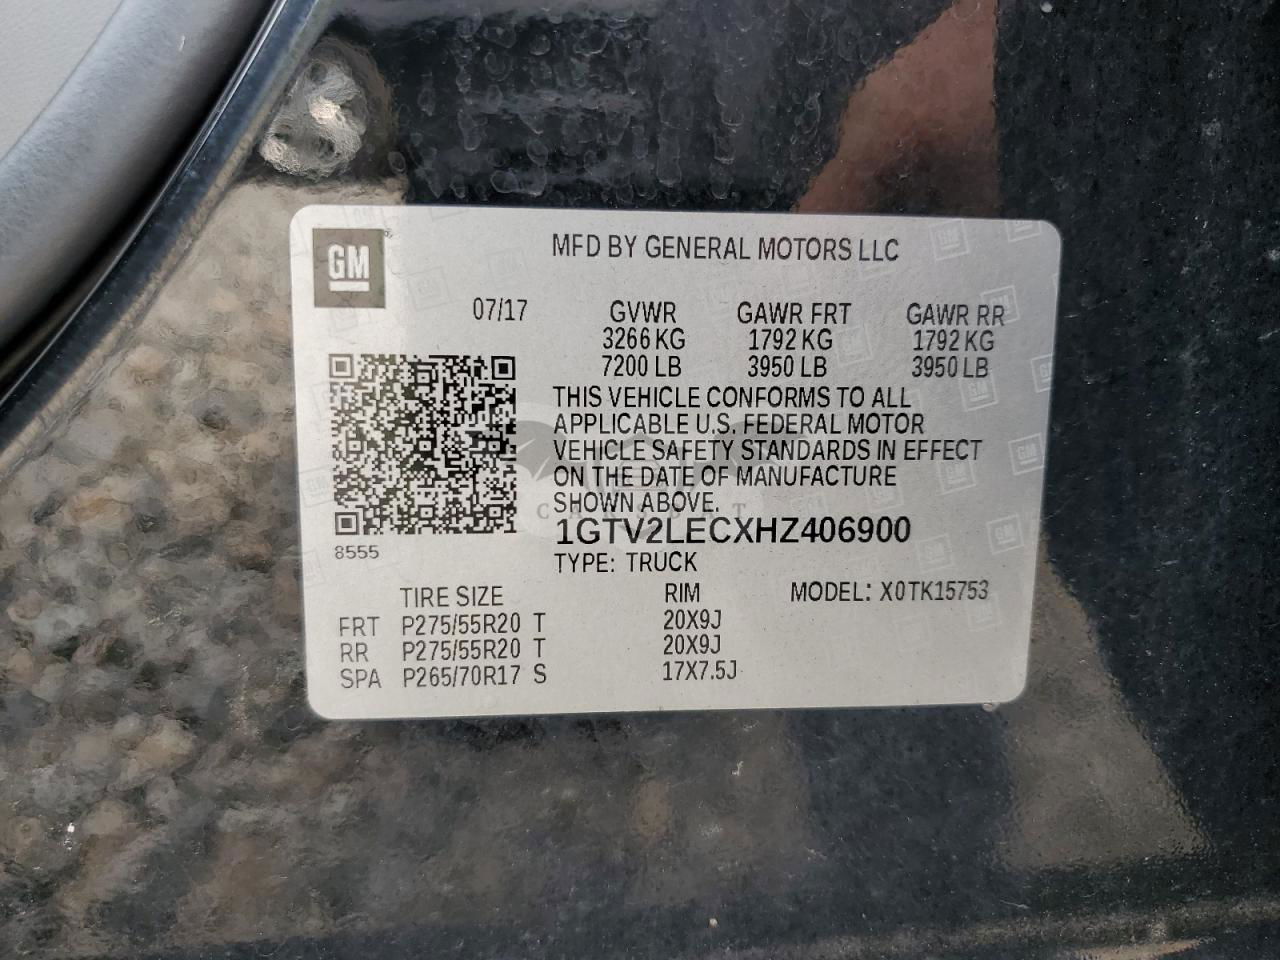 GM
MFD BY GENERAL MOTORS LLC
07/17 GVWR GAWR FRT GAWR RR
3266 KG 1792 KG 1792 KG
7200 LB 3950 LB 3950 LB
THIS VEHICLE CONFORMS TO ALL
APPLICABLE U.S. FEDERAL MOTOR
VEHICLE SAFETY STANDARDS IN EFFECT
ON THE DATE OF MANUFACTURE
SHOWN ABOVE.
1GTV2LECXHZ406900
8555
TYPE: TRUCK
TIRE SIZE RIM MODEL: X0TK15753
FRT P275/55R20 T 20X9J
RR P275/55R20 T 20X9J
SPA P265/70R17 S 17X7.5J